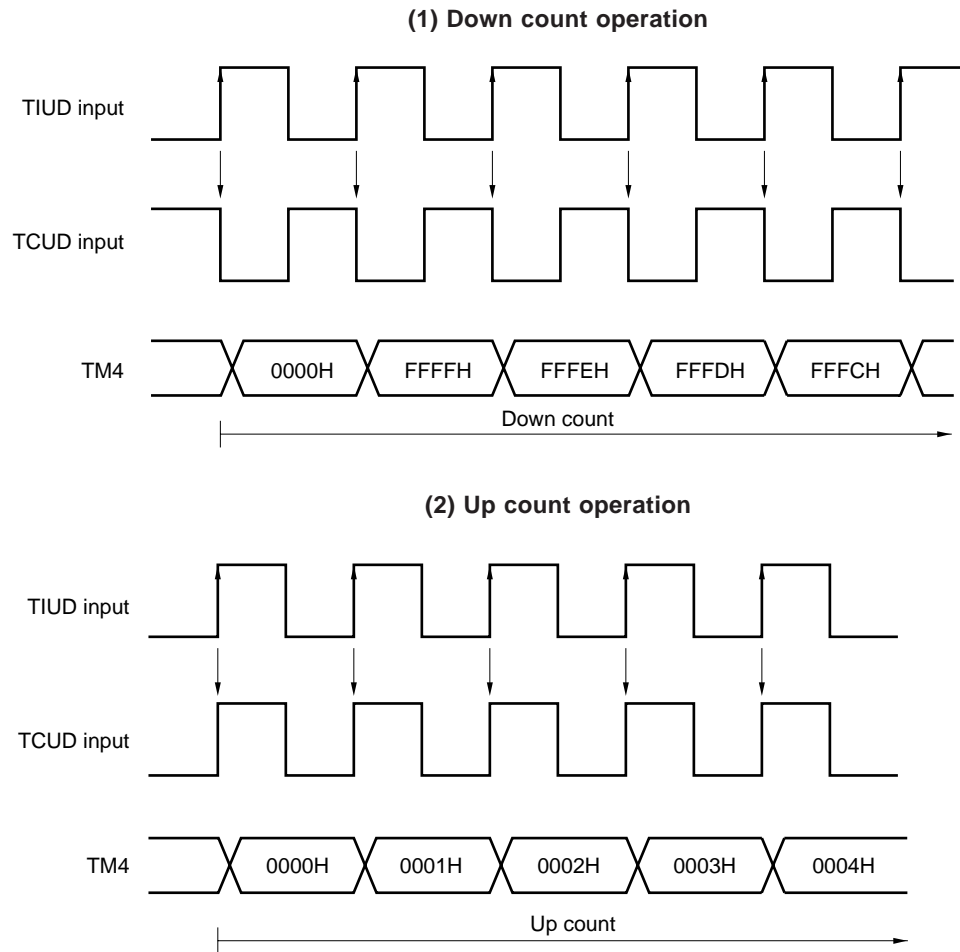 (1) Down count operation
TIUD input
TCUD input
TM4
0000H FFFFH FFFEH FFFDH FFFCH
Down count
(2) Up count operation
TIUD input
TCUD input
TM4
0000H 0001H 0002H 0003H 0004H
Up count